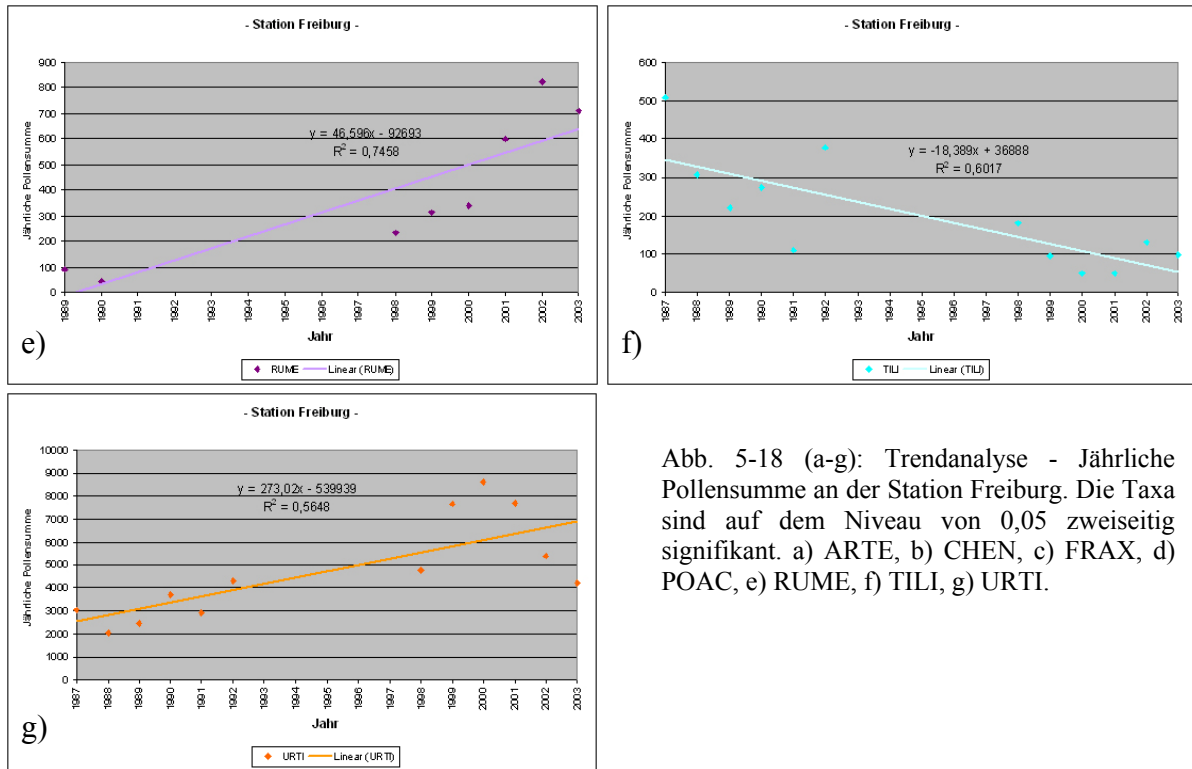 - Station Freiburg -
Jährliche Pollensumme
900
800
700
600
500
400
300
200
100
0
y = 46,596x - 92693
R² = 0,7458
1989 1990 1991 1992 1993 1994 1995 1996 1997 1998 1999 2000 2001 2002 2003
Jahr
RUME Linear (RUME)
e)
- Station Freiburg -
Jährliche Pollensumme
600
500
400
300
200
100
0
y = -18,389x + 36888
R² = 0,6017
1987 1988 1989 1990 1991 1992 1993 1994 1995 1996 1997 1998 1999 2000 2001 2002 2003
Jahr
TILI Linear (TILI)
f)
- Station Freiburg -
Jährliche Pollensumme
10000
9000
8000
7000
6000
5000
4000
3000
2000
1000
0
y = 273,02x - 539939
R² = 0,5648
1987 1988 1989 1990 1991 1992 1993 1994 1995 1996 1997 1998 1999 2000 2001 2002 2003
Jahr
URTI Linear (URTI)
g)
Abb. 5-18 (a-g): Trendanalyse - Jährliche
Pollensumme an der Station Freiburg. Die Taxa
sind auf dem Niveau von 0,05 zweiseitig
signifikant. a) ARTE, b) CHEN, c) FRAX, d)
POAC, e) RUME, f) TILI, g) URTI.